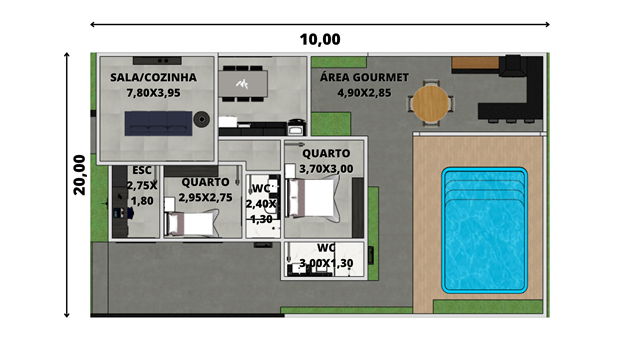 10,00
20,00
SALA/COZINHA
7,80X3,95
ÁREA GOURMET
4,90X2,85
ESC
2,75X
1,80
QUARTO
2,95X2,75
WC
2,40X
1,30
QUARTO
3,70X3,00
WC
3,00X1,30